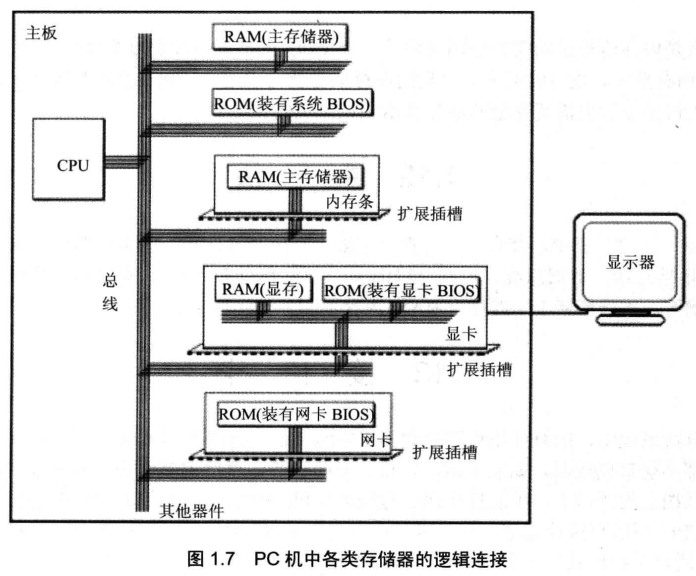 主板
RAM(主存储器)
ROM(装有系统 BIOS)
CPU
RAM(主存储器)
内存条
扩展插槽
总
线
RAM(显存)
ROM(装有显卡 BIOS)
显卡
扩展插槽
显示器
ROM(装有网卡 BIOS)
网卡
扩展插槽
其他器件
图 1.7 PC 机中各类存储器的逻辑连接